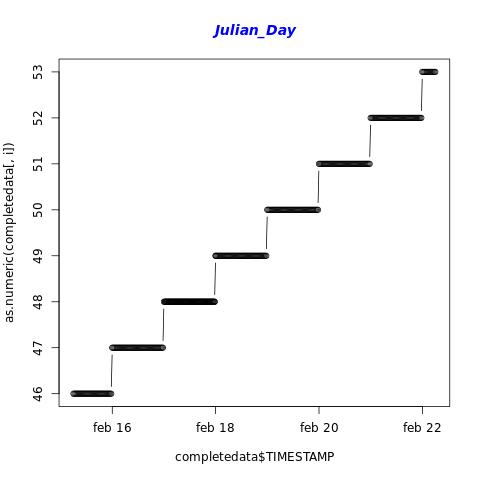 Julian_Day
as.numeric(completedata[, i])
53
52
51
50
49
48
47
46
feb 16 feb 18 feb 20 feb 22
completedata$TIMESTAMP